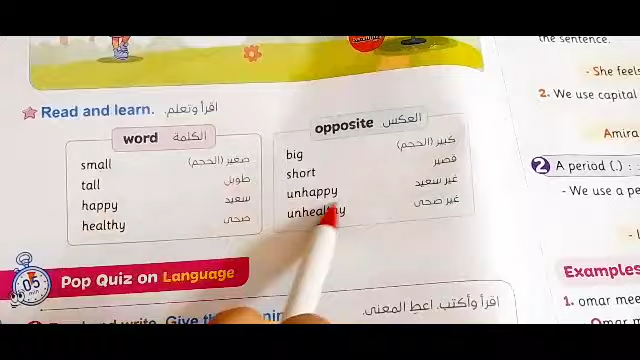 the sentence.
Read and learn. اقرأ وتعلم.
word الكلمة
small صغير (الحجم)
tall طويل
happy سعيد
healthy صحى
opposite العكس
big كبير (الحجم)
short قصير
unhappy غير سعيد
unhealthy غير صحى
05 min
Pop Quiz on Language
and write. Give th اقرأ وأكتب. اعطِ المعنى.
- She feels
2. We use capital
Amira
2 A period (.) :
- We use a pe
Examples
1. omar mee
Omar m